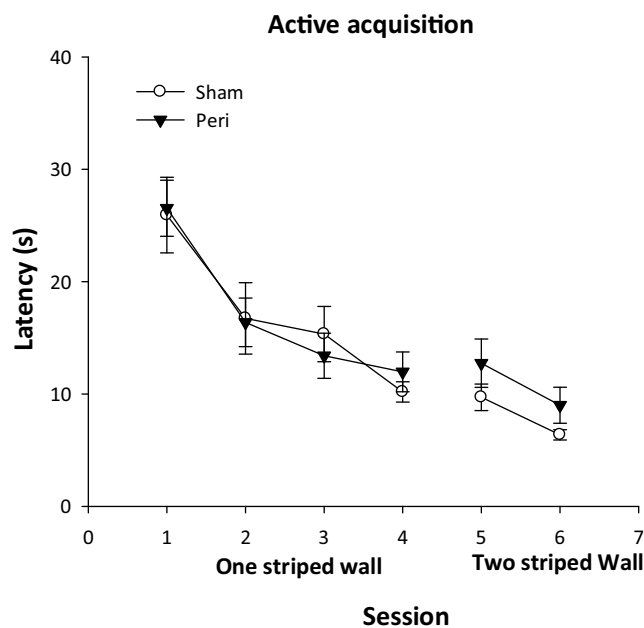 Active acquisition
40
Sham
Peri
30
Latency (s)
20
10
0
0 1 2 3 4 5 6 7
One striped wall Two striped Wall
Session